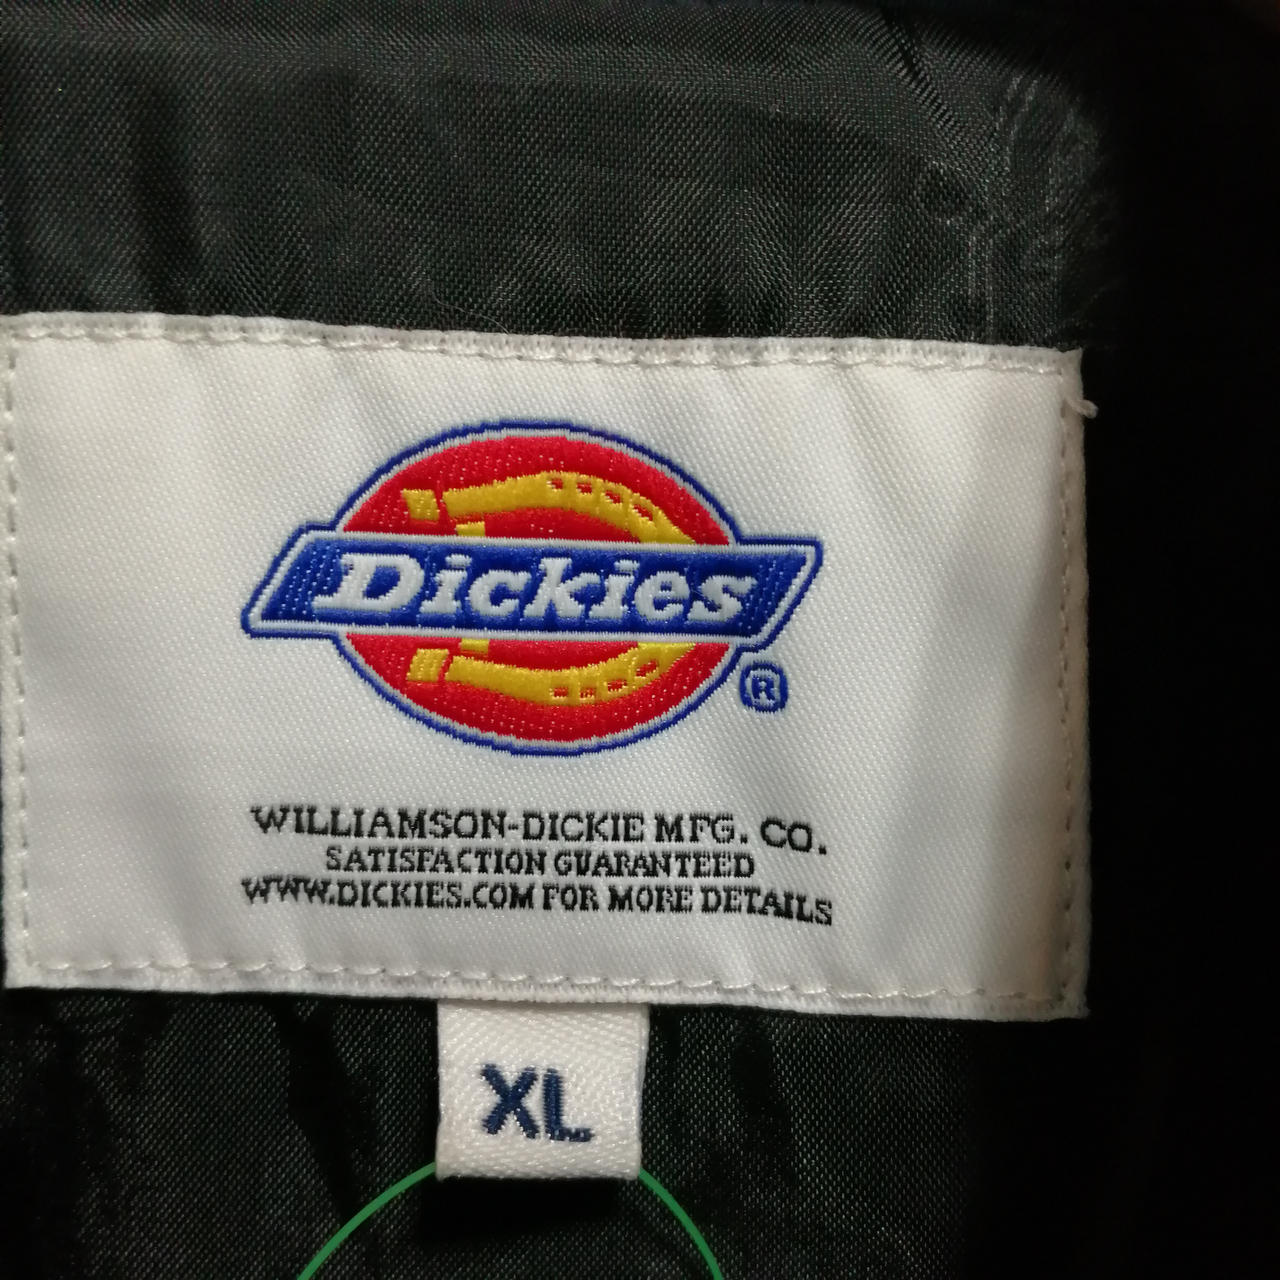 Dickies
®
WILLIAMSON-DICKIE MFG. CO.
SATISFACTION GUARANTEED
WWW.DICKIES.COM FOR MORE DETAILS
XL